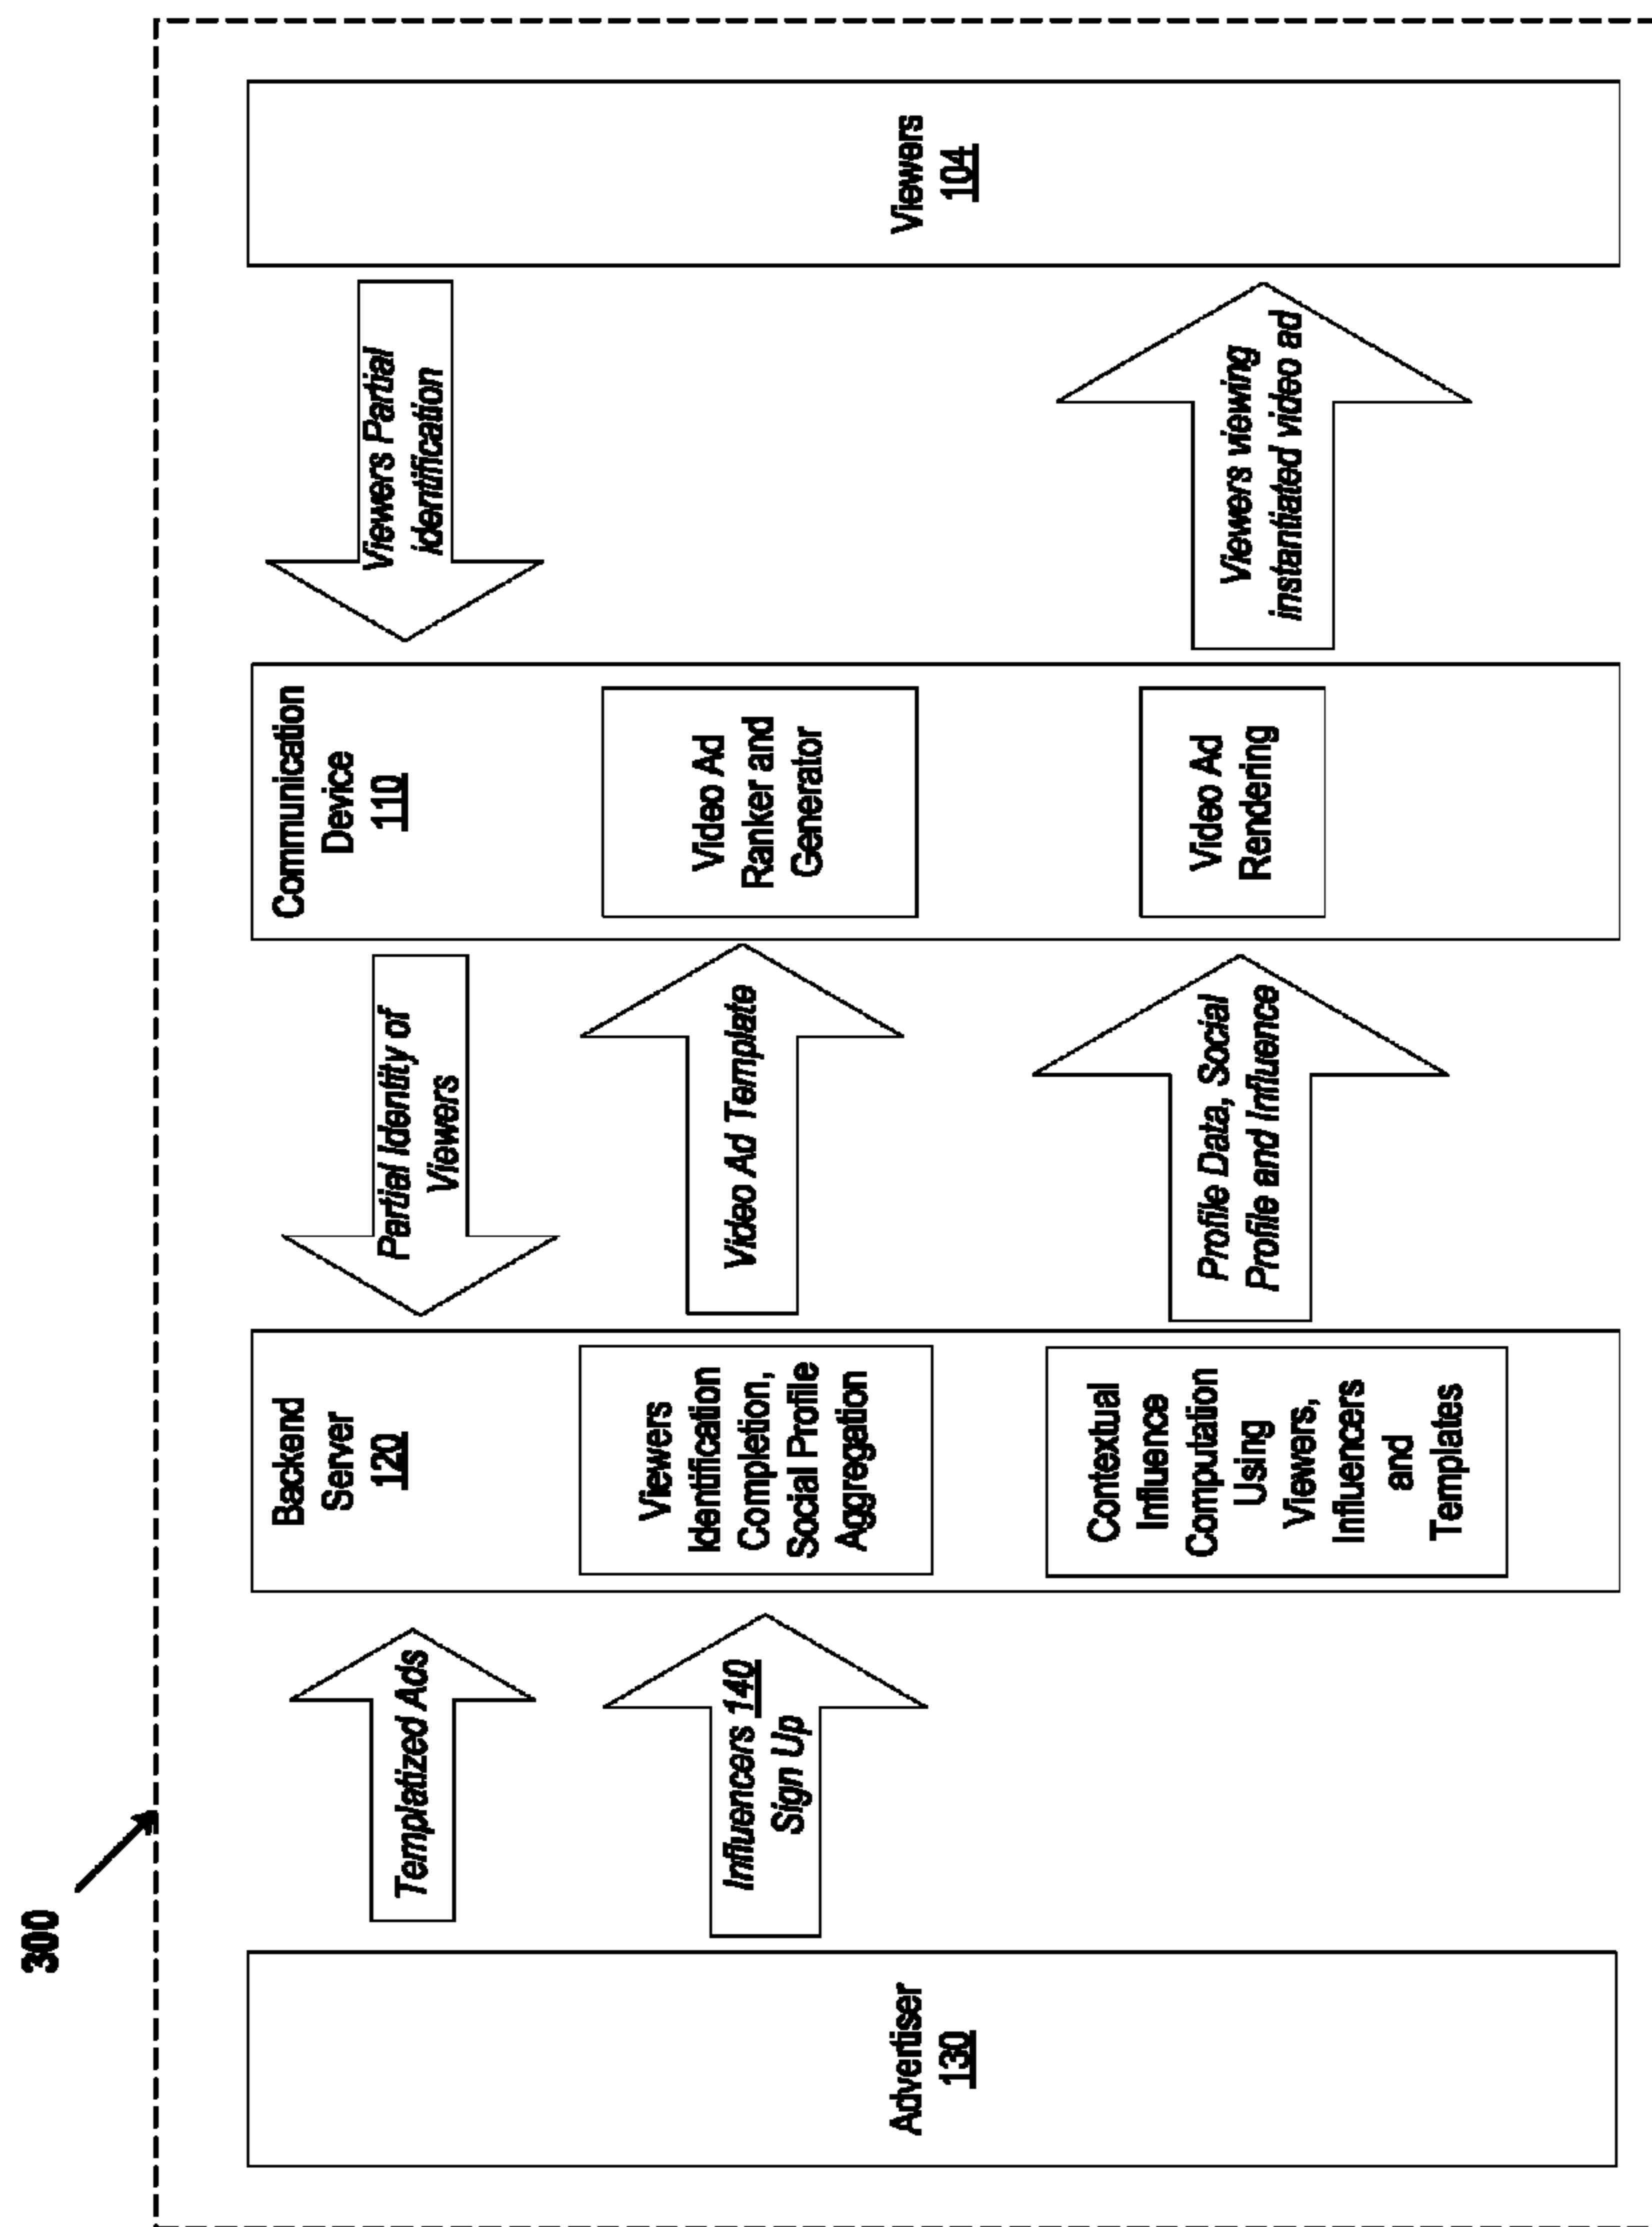 300
Advertiser
130
Templatized Ads
Influencers 140
Sign Up
Backend
Server
120
Viewers
Identification
Completion,
Social Profile
Aggregation
Contextual
Influence
Computation
Using
Viewers,
Influencers
and
Templates
Partial Identity of
Viewers
Video Ad Template
Profile Data, Social
Profile and Influence
Communication
Device
110
Video Ad
Ranker and
Generator
Video Ad
Rendering
Viewers Partial
identification
Viewers viewing
instantiated video ad
Viewers
104